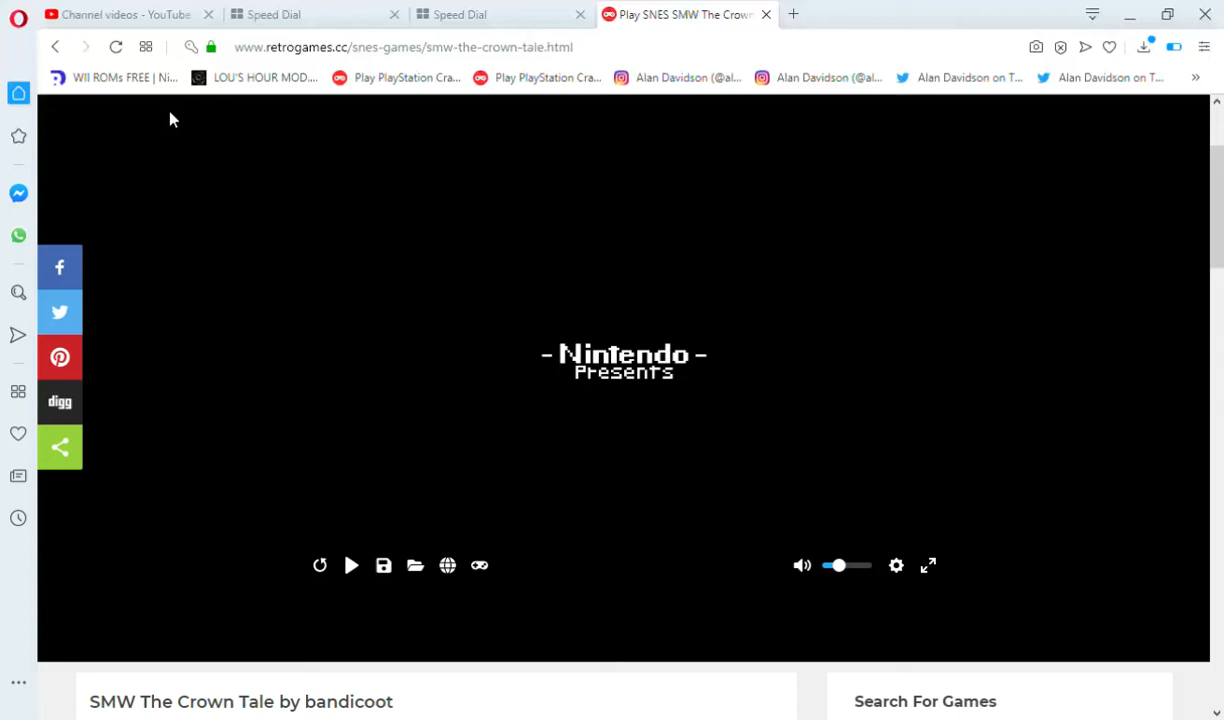 Channel videos - YouTube
Speed Dial
Speed Dial
Play SNES SMW The Crown
www.retrogames.cc/snes-games/smw-the-crown-tale.html
WII ROMs FREE | Ni...
LOU'S HOUR MOD....
Play PlayStation Cra...
Play PlayStation Cra...
Alan Davidson (@al...
Alan Davidson (@al...
Alan Davidson on T...
Alan Davidson on T...
- Nintendo -
Presents
digg
SMW The Crown Tale by bandicoot
Search For Games